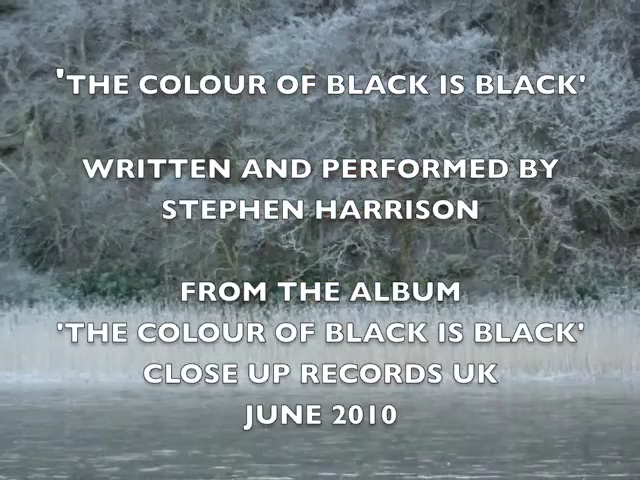 'THE COLOUR OF BLACK IS BLACK'
WRITTEN AND PERFORMED BY
STEPHEN HARRISON
FROM THE ALBUM
'THE COLOUR OF BLACK IS BLACK'
CLOSE UP RECORDS UK
JUNE 2010